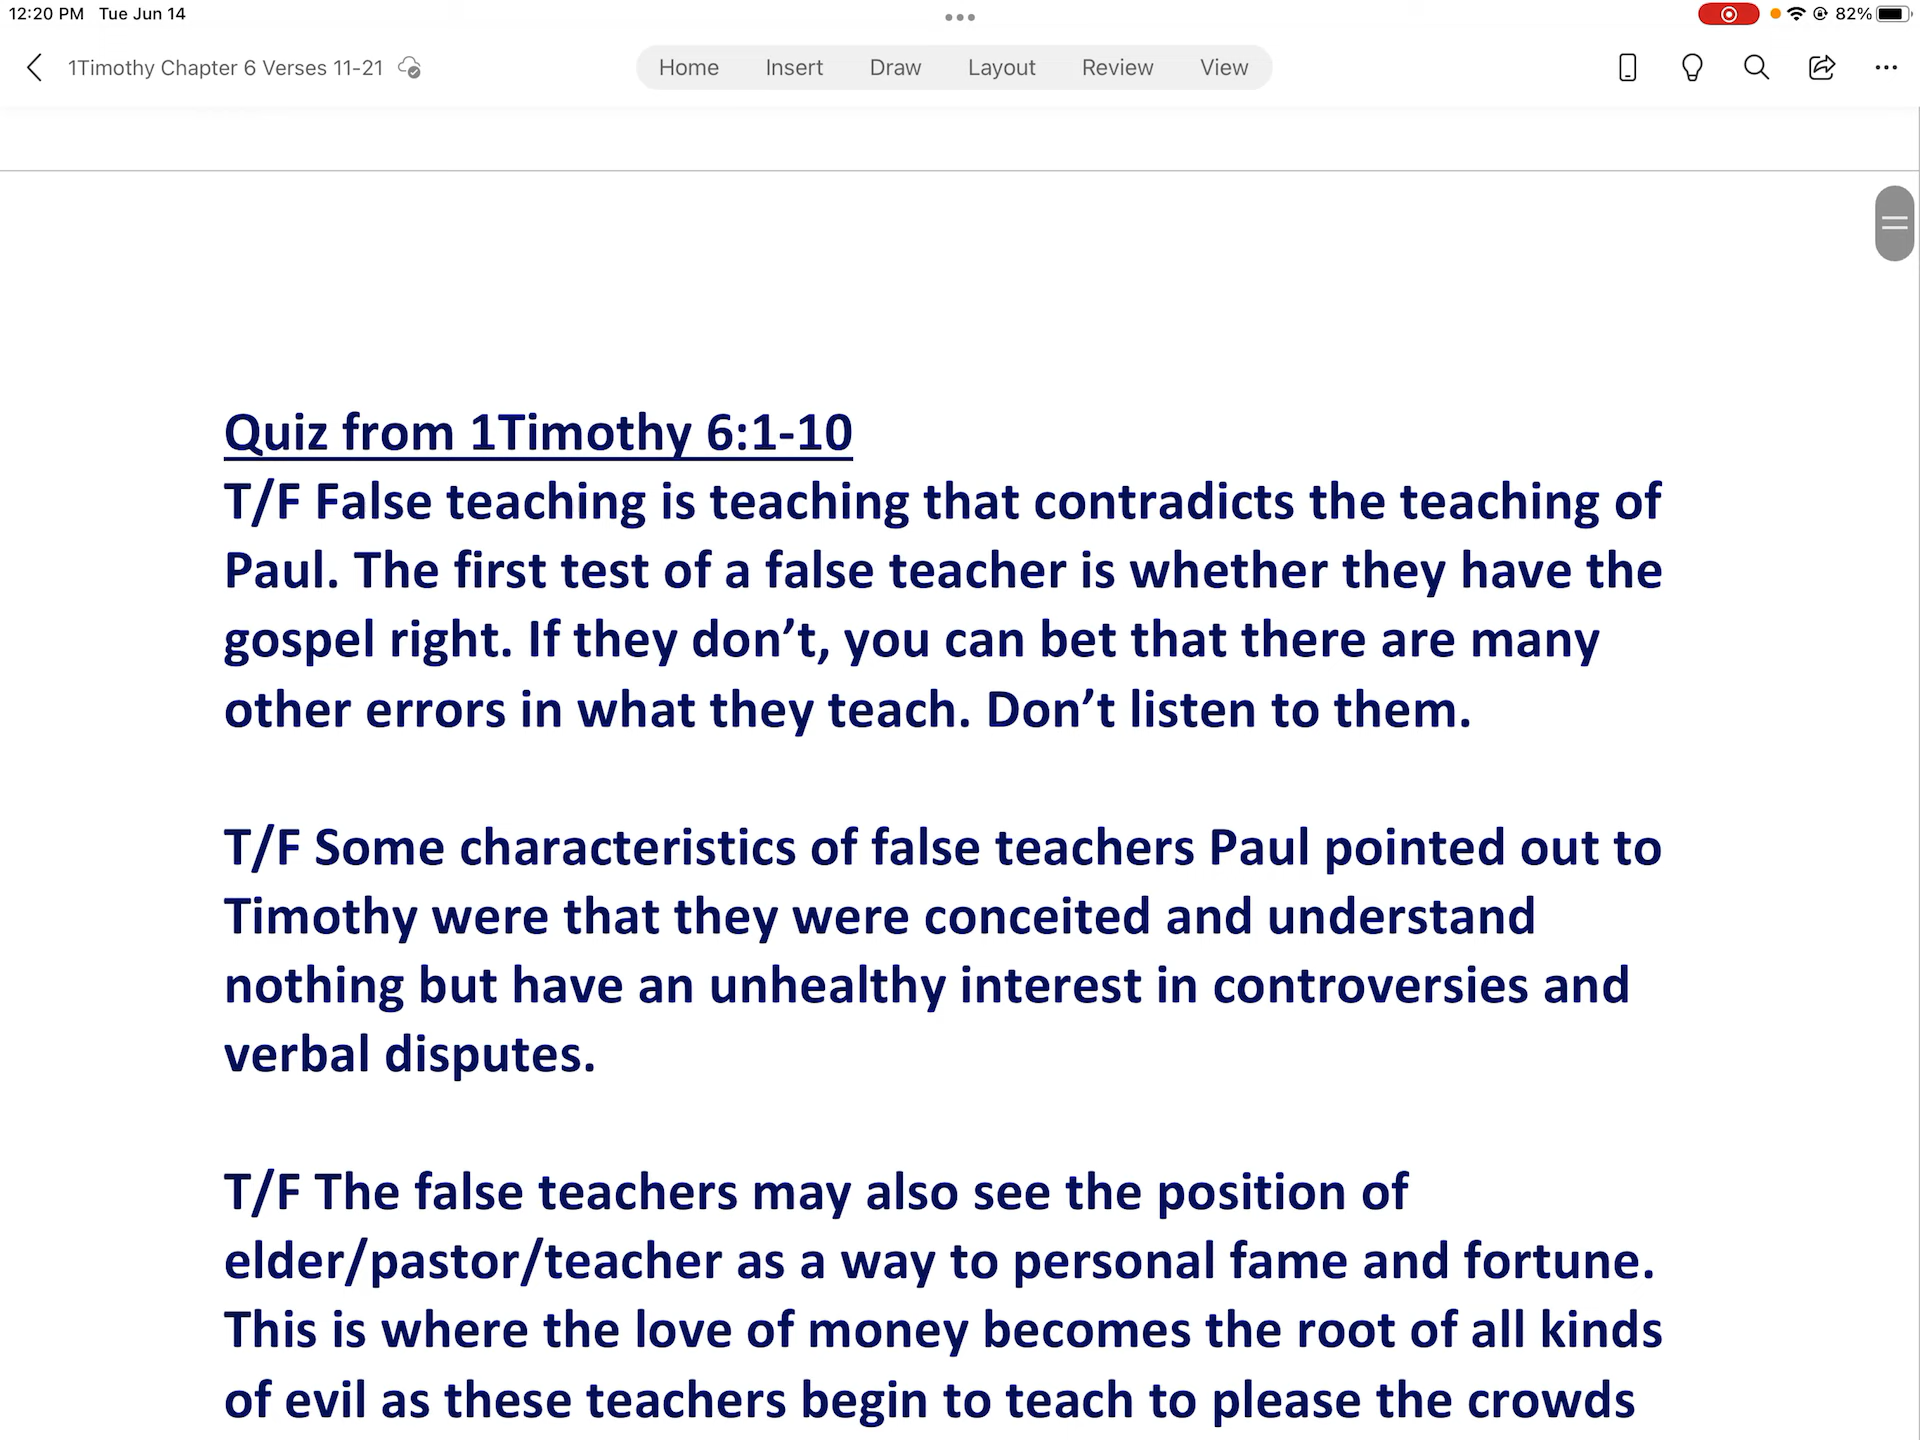 12:20 PM Tue Jun 14
82%
1Timothy Chapter 6 Verses 11-21
Home Insert Draw Layout Review View
Quiz from 1Timothy 6:1-10
T/F False teaching is teaching that contradicts the teaching of
Paul. The first test of a false teacher is whether they have the
gospel right. If they don’t, you can bet that there are many
other errors in what they teach. Don’t listen to them.
T/F Some characteristics of false teachers Paul pointed out to
Timothy were that they were conceited and understand
nothing but have an unhealthy interest in controversies and
verbal disputes.
T/F The false teachers may also see the position of
elder/pastor/teacher as a way to personal fame and fortune.
This is where the love of money becomes the root of all kinds
of evil as these teachers begin to teach to please the crowds